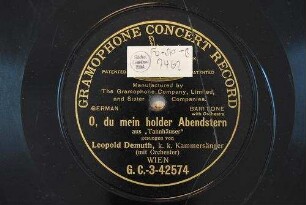 GRAMOPHONE CONCERT RECORD
Manufactured by
The Gramophone Company, Limited,
and Sister Companies.
GERMAN BARITONE
with Orchestra
O, du mein holder Abendstern
aus „Tannhäuser"
gesungen von
Leopold Demuth, k. k. Kammersänger
(mit Orchester)
WIEN
G.C.-3-42574